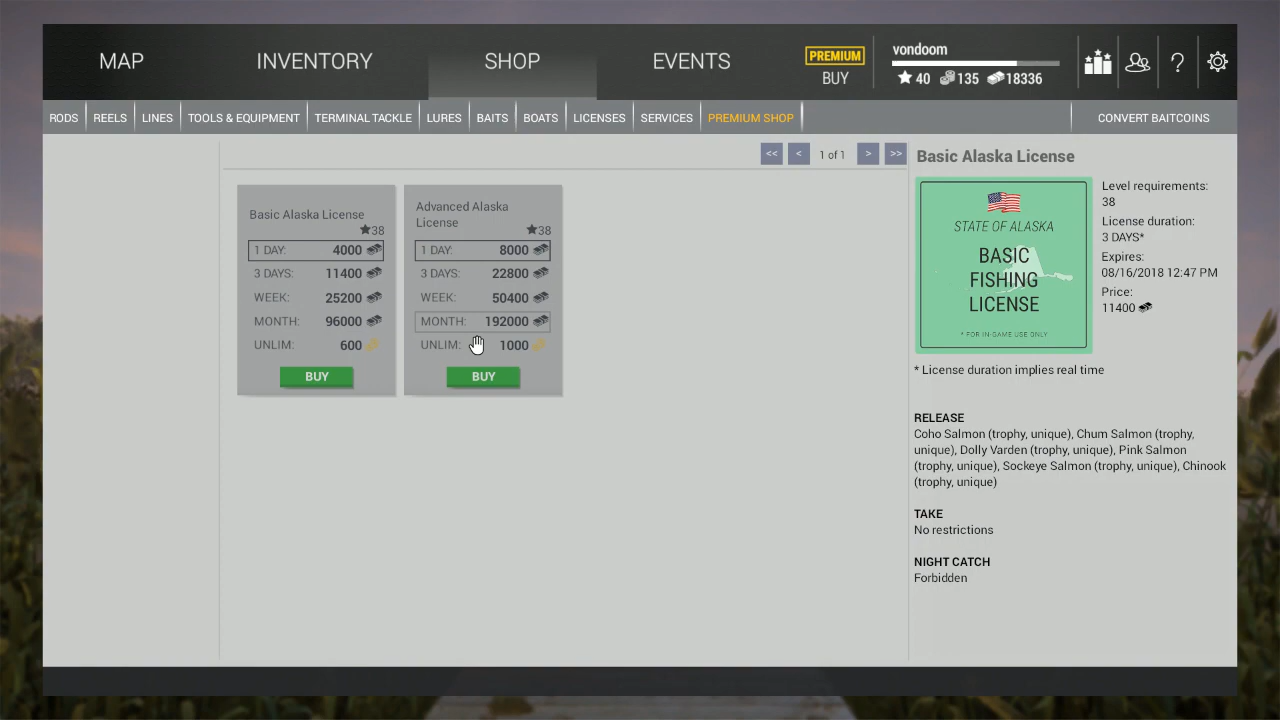 MAP
INVENTORY
SHOP
EVENTS
PREMIUM
BUY
vondoom
40 135 18336
?
RODS
REELS
LINES
TOOLS & EQUIPMENT
TERMINAL TACKLE
LURES
BAITS
BOATS
LICENSES
SERVICES
PREMIUM SHOP
CONVERT BAITCOINS
<< < 1 of 1 > >>
Basic Alaska License
38
1 DAY: 4000
3 DAYS: 11400
WEEK: 25200
MONTH: 96000
UNLIM: 600
BUY
Advanced Alaska
License
38
1 DAY: 8000
3 DAYS: 22800
WEEK: 50400
MONTH: 192000
UNLIM: 1000
BUY
Basic Alaska License
STATE OF ALASKA
BASIC
FISHING
LICENSE
* FOR IN-GAME USE ONLY
Level requirements:
38
License duration:
3 DAYS*
Expires:
08/16/2018 12:47 PM
Price:
11400
* License duration implies real time
RELEASE
Coho Salmon (trophy, unique), Chum Salmon (trophy,
unique), Dolly Varden (trophy, unique), Pink Salmon
(trophy, unique), Sockeye Salmon (trophy, unique), Chinook
(trophy, unique)
TAKE
No restrictions
NIGHT CATCH
Forbidden